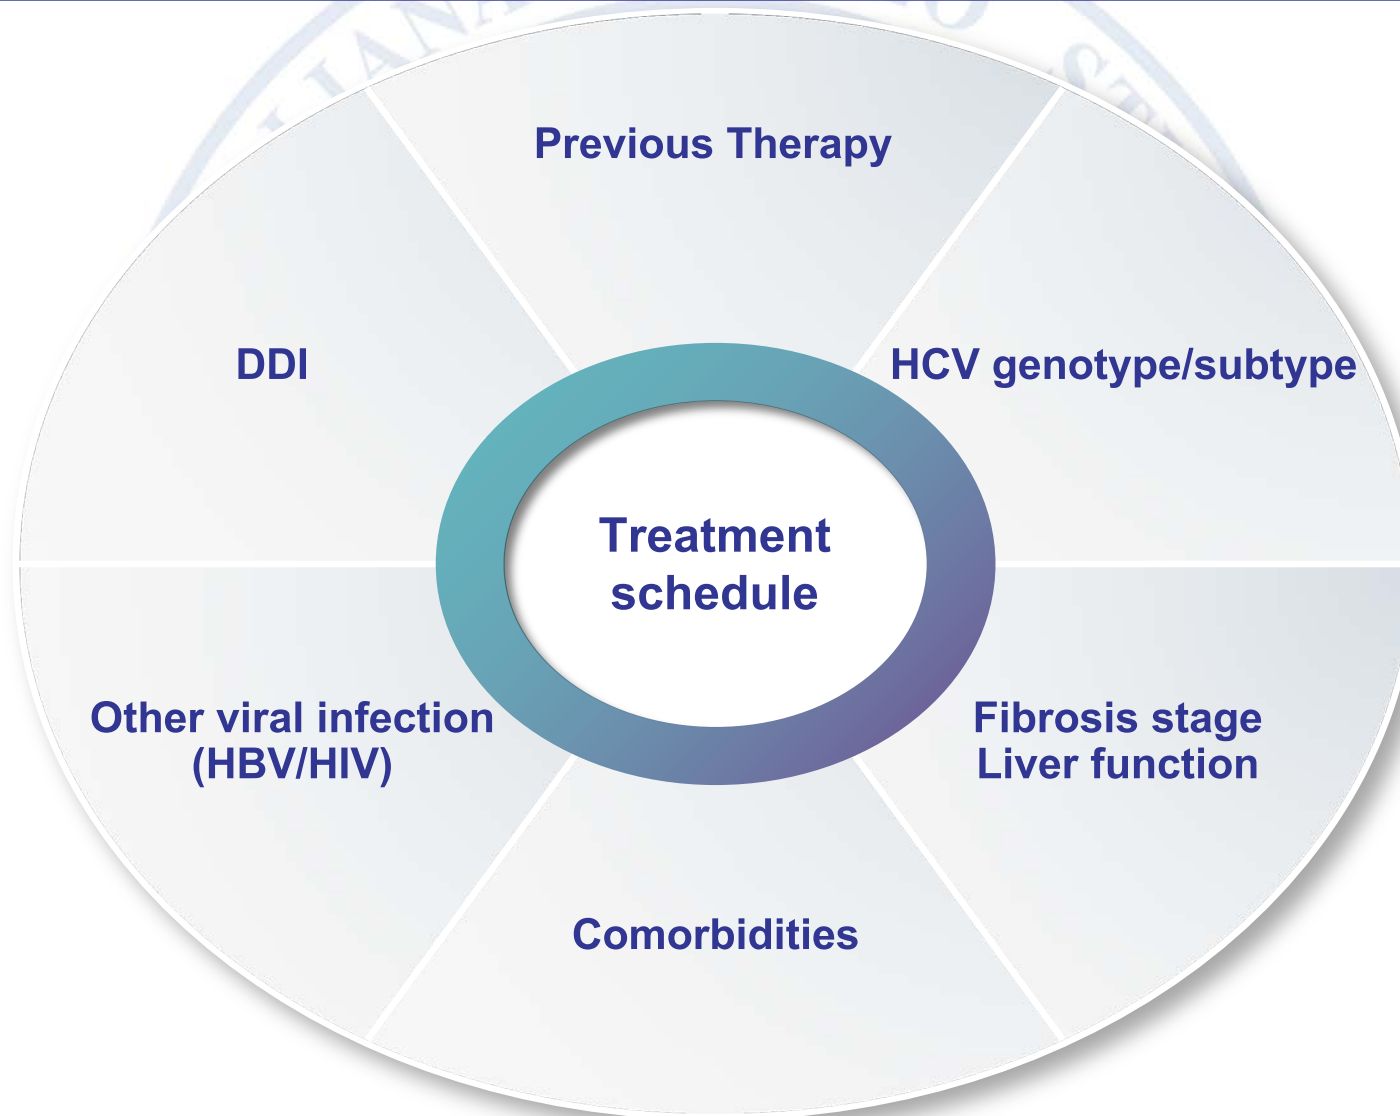 Previous Therapy
DDI
HCV genotype/subtype
Treatment
schedule
Other viral infection
(HBV/HIV)
Fibrosis stage
Liver function
Comorbidities